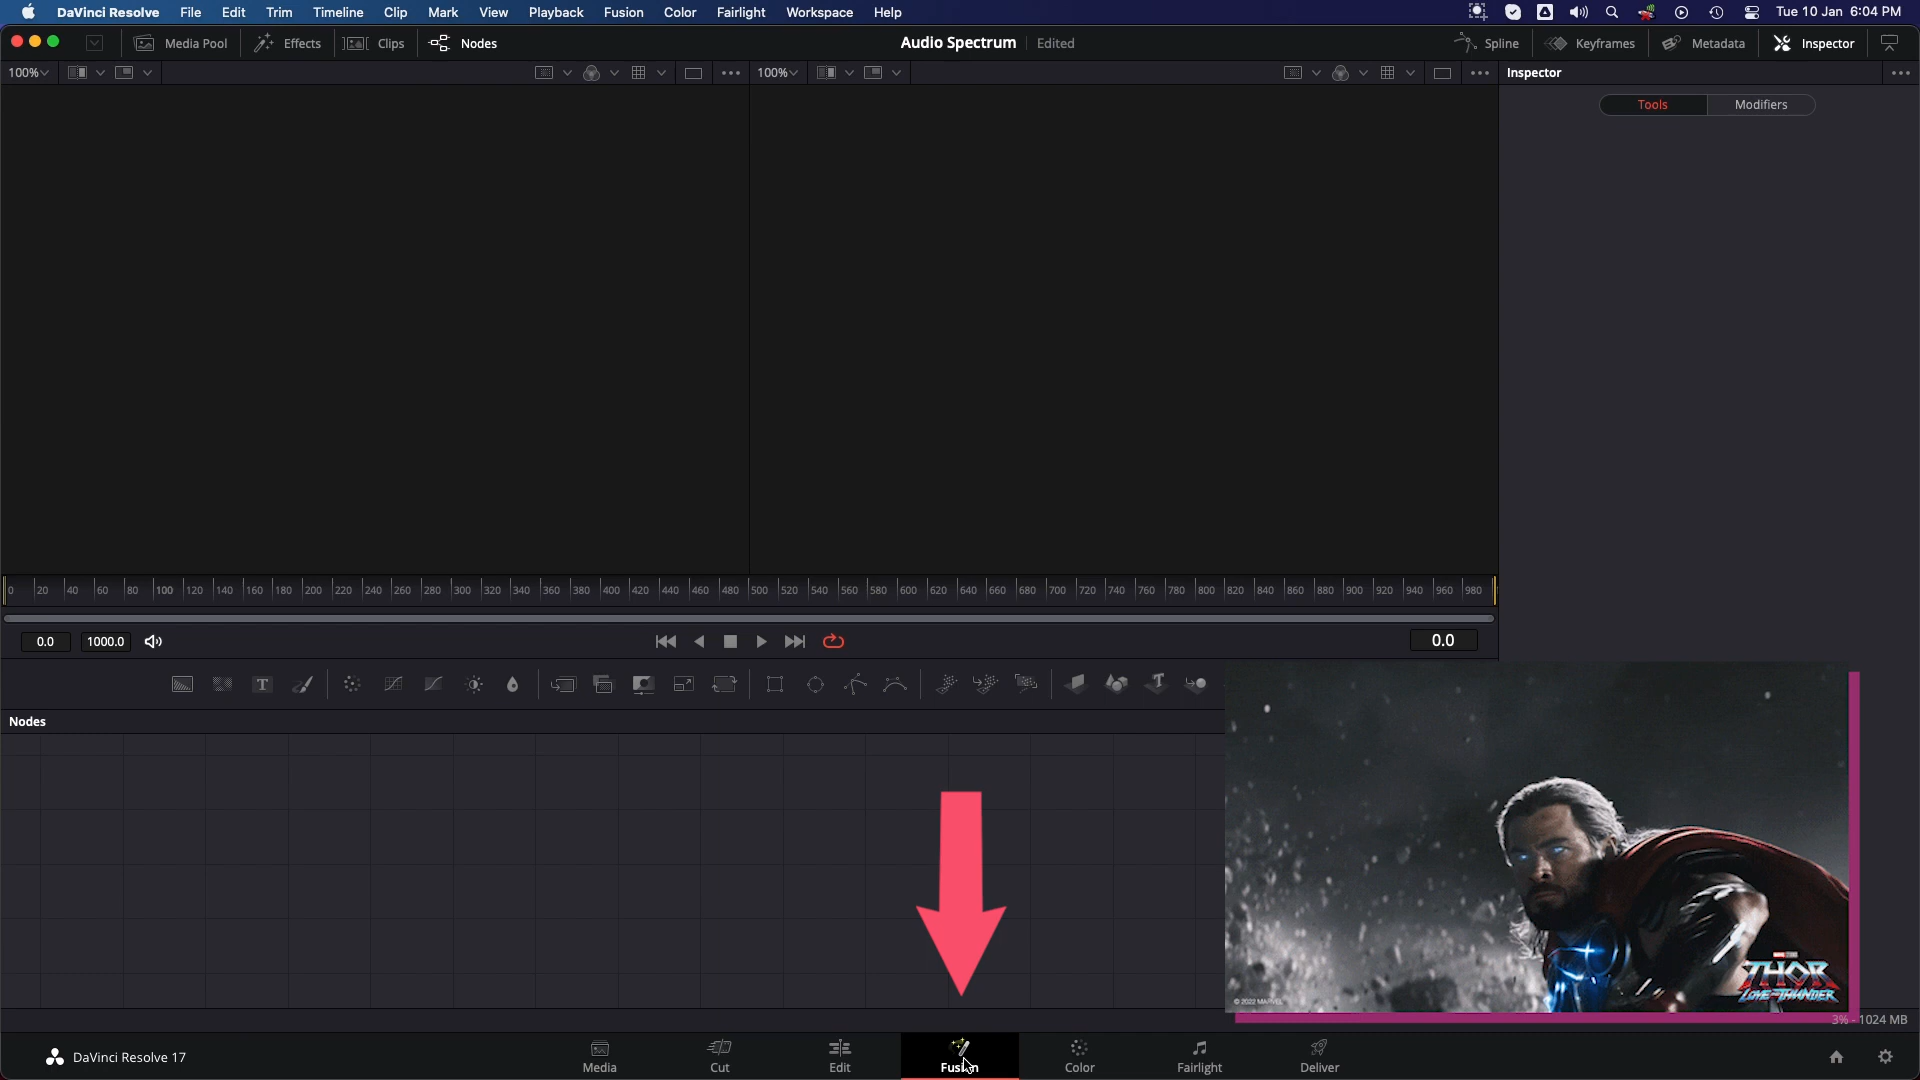 DaVinci Resolve File Edit Trim Timeline Clip Mark View Playback Fusion Color Fairlight Workspace Help Tue 10 Jan 6:04 PM
Media Pool Effects Clips Nodes Audio Spectrum Edited Spline Keyframes Metadata Inspector
100% 100% Inspector
Tools Modifiers
0 20 40 60 80 100 120 140 160 180 200 220 240 260 280 300 320 340 360 380 400 420 440 460 480 500 520 540 560 580 600 620 640 660 680 700 720 740 760 780 800 820 840 860 880 900 920 940 960 980
0.0 1000.0 0.0
Nodes
THOR
LOVE AND THUNDER
© 2022 MARVEL
3% - 1024 MB
DaVinci Resolve 17 Media Cut Edit Fusion Color Fairlight Deliver